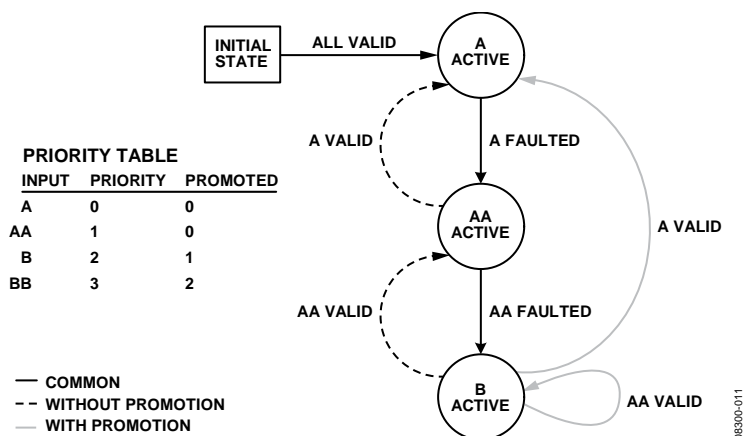 INITIAL
STATE
ALL VALID
A
ACTIVE
A VALID
A FAULTED
PRIORITY TABLE
INPUT PRIORITY PROMOTED
A 0 0
AA 1 0
B 2 1
BB 3 2
AA
ACTIVE
A VALID
AA VALID
AA FAULTED
B
ACTIVE
AA VALID
COMMON
WITHOUT PROMOTION
WITH PROMOTION
08300-011